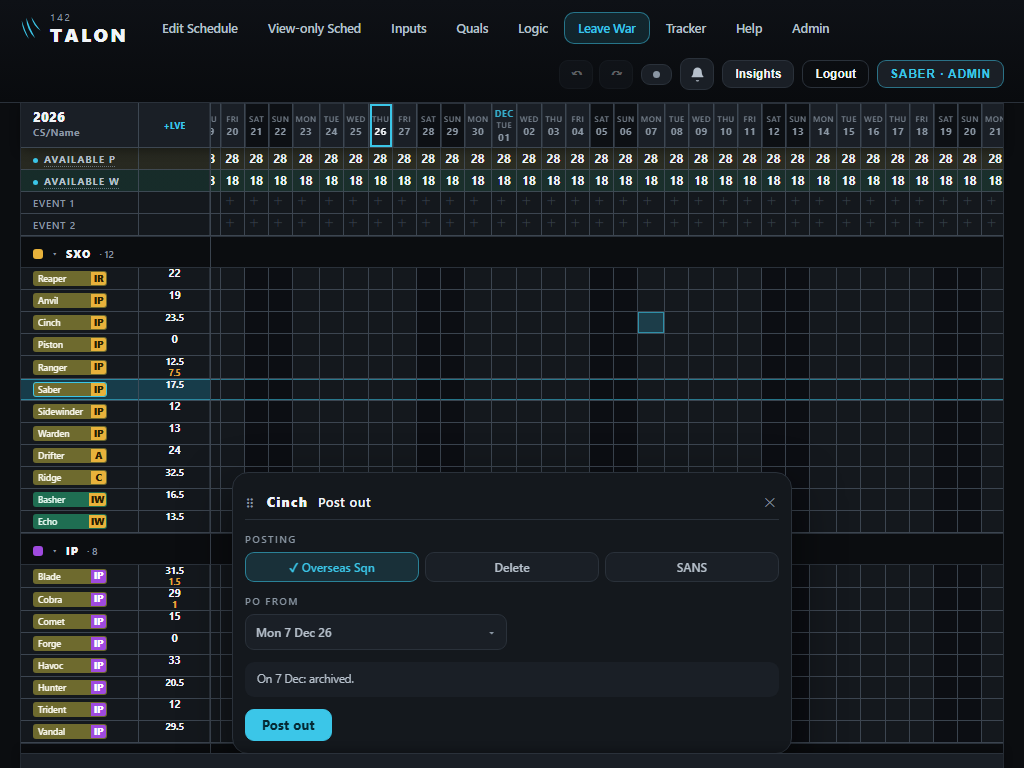 142
TALON
Edit Schedule View-only Sched Inputs Quals Logic Leave War Tracker Help Admin
Insights Logout SABER · ADMIN
2026
CS/Name
+LVE
FRI 20 SAT 21 SUN 22 MON 23 TUE 24 WED 25 THU 26 FRI 27 SAT 28 SUN 29 MON 30 DEC TUE 01 WED 02 THU 03 FRI 04 SAT 05 SUN 06 MON 07 TUE 08 WED 09 THU 10 FRI 11 SAT 12 SUN 13 MON 14 TUE 15 WED 16 THU 17 FRI 18 SAT 19 SUN 20 MON 21
AVAILABLE P 28 28 28 28 28 28 28 28 28 28 28 28 28 28 28 28 28 28 28 28 28 28 28 28 28 28 28 28 28 28 28 28
AVAILABLE W 18 18 18 18 18 18 18 18 18 18 18 18 18 18 18 18 18 18 18 18 18 18 18 18 18 18 18 18 18 18 18 18
EVENT 1 + + + + + + + + + + + + + + + + + + + + + + + + + + + + + + + +
EVENT 2 + + + + + + + + + + + + + + + + + + + + + + + + + + + + + + + +
SXO · 12
Reaper IR 22
Anvil IP 19
Cinch IP 23.5
Piston IP 0
Ranger IP 12.5
7.5
Saber IP 17.5
Sidewinder IP 12
Warden IP 13
Drifter A 24
Ridge C 32.5
Basher IW 16.5
Echo IW 13.5
IP · 8
Blade IP 31.5
1.5
Cobra IP 29
1
Comet IP 15
Forge IP 0
Havoc IP 33
Hunter IP 20.5
Trident IP 12
Vandal IP 29.5
Cinch Post out
POSTING
✓ Overseas Sqn Delete SANS
PO FROM
Mon 7 Dec 26
On 7 Dec: archived.
Post out